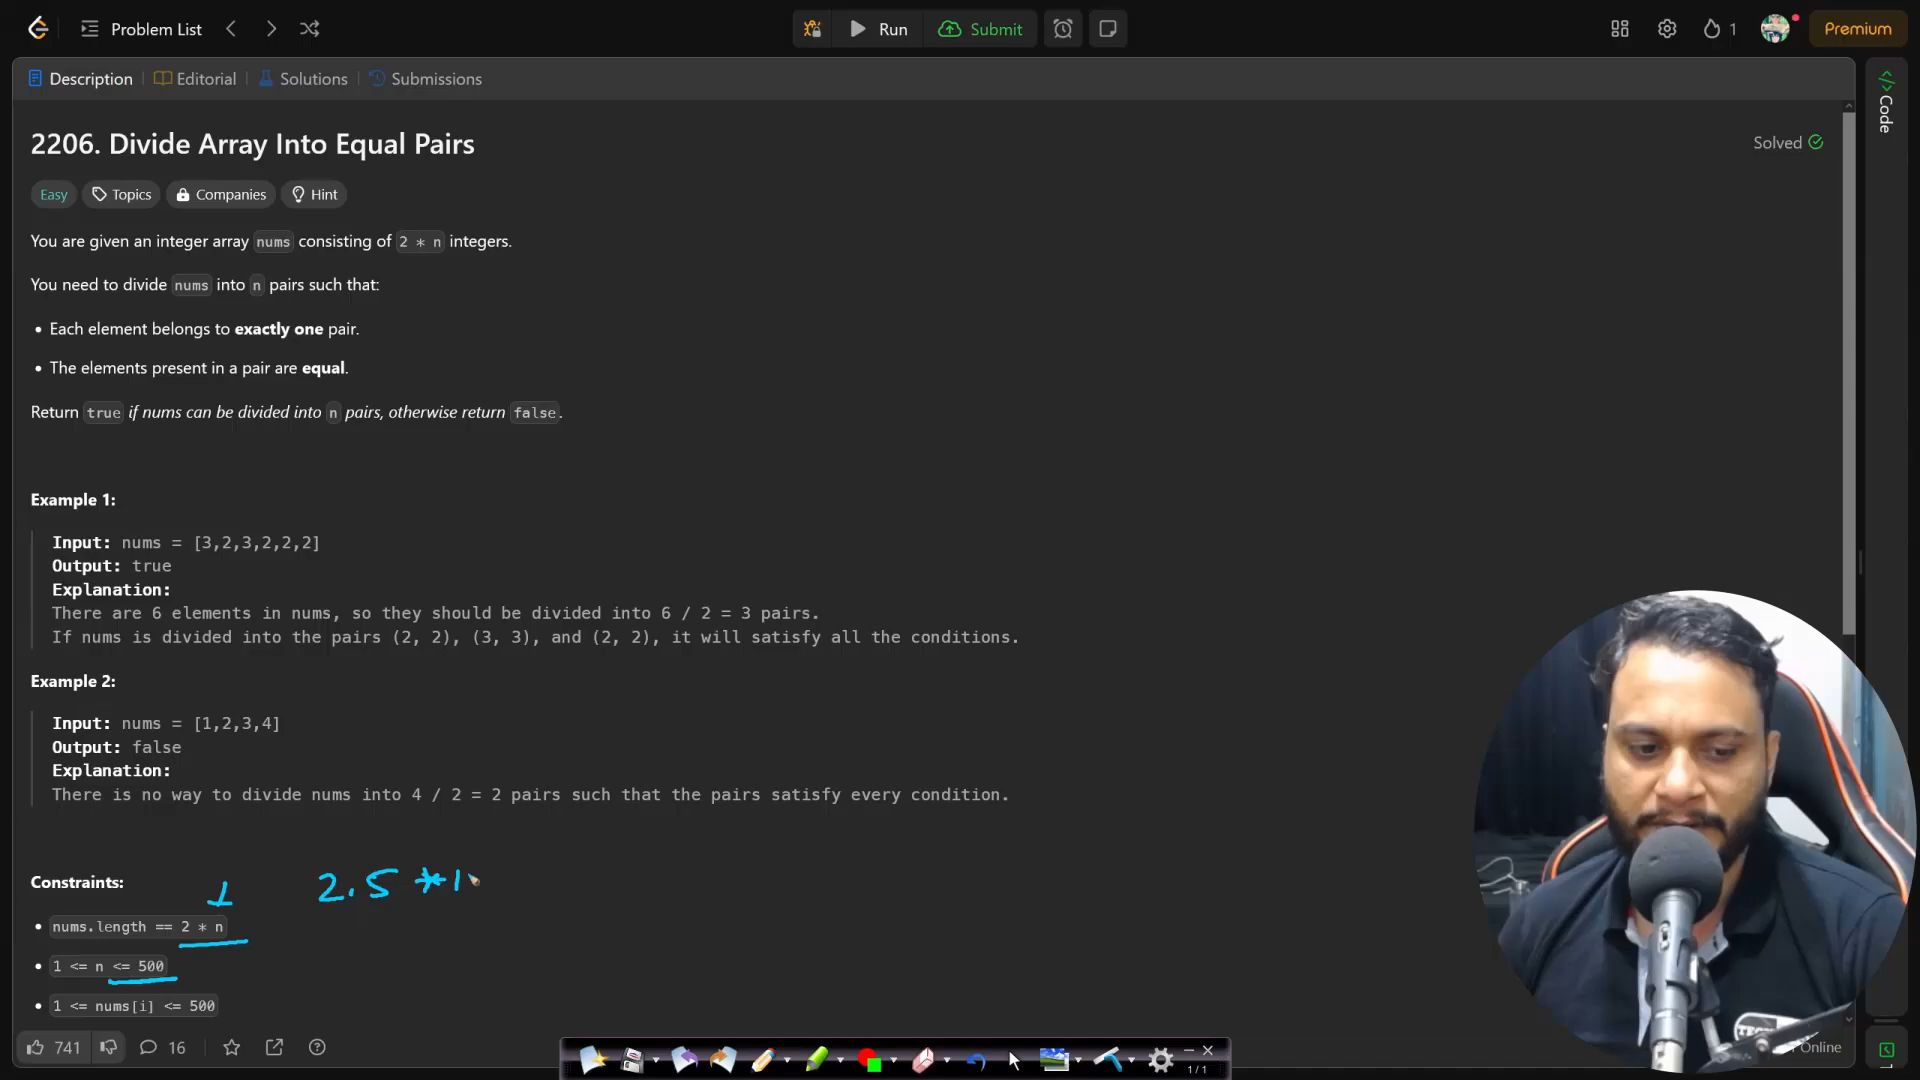 Problem List
Run
Submit
1
Premium
Description
Editorial
Solutions
Submissions
Code
2206. Divide Array Into Equal Pairs
Solved
Easy
Topics
Companies
Hint
You are given an integer array nums consisting of 2 * n integers.
You need to divide nums into n pairs such that:
• Each element belongs to exactly one pair.
• The elements present in a pair are equal.
Return true if nums can be divided into n pairs, otherwise return false.
Example 1:
Input: nums = [3,2,3,2,2,2]
Output: true
Explanation:
There are 6 elements in nums, so they should be divided into 6 / 2 = 3 pairs.
If nums is divided into the pairs (2, 2), (3, 3), and (2, 2), it will satisfy all the conditions.
Example 2:
Input: nums = [1,2,3,4]
Output: false
Explanation:
There is no way to divide nums into 4 / 2 = 2 pairs such that the pairs satisfy every condition.
Constraints:
1
2.5 * 1
• nums.length == 2 * n
• 1 <= n <= 500
• 1 <= nums[i] <= 500
741
16
Online
1/1
TECH